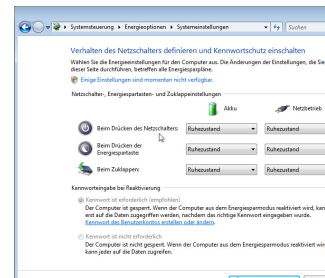 Systemsteuerung ▸ Energieoptionen ▸ Systemeinstellungen
Suchen
Verhalten des Netzschalters definieren und Kennwortschutz einschalten
Wählen Sie die Energieeinstellungen für den Computer aus. Die Änderungen der Einstellungen, die Sie
dieser Seite durchführen, betreffen alle Energiesparpläne.
Einige Einstellungen sind momentan nicht verfügbar.
Netzschalter-, Energiespartasten- und Zuklappeinstellungen
Akku Netzbetrieb
Beim Drücken des Netzschalters: Ruhezustand Ruhezustand
Beim Drücken der
Energiespartaste: Ruhezustand Ruhezustand
Beim Zuklappen: Ruhezustand Ruhezustand
Kennworteingabe bei Reaktivierung
Kennwort ist erforderlich (empfohlen)
Der Computer ist gesperrt. Wenn der Computer aus dem Energiesparmodus reaktiviert wird, kann
erst auf die Daten zugegriffen werden, nachdem das richtige Kennwort eingegeben wurde.
Kennwort des Benutzerkontos erstellen oder ändern.
Kennwort ist nicht erforderlich
Der Computer ist nicht gesperrt. Wenn der Computer aus dem Energiesparmodus reaktiviert wir
kann jeder auf die Daten zugreifen.